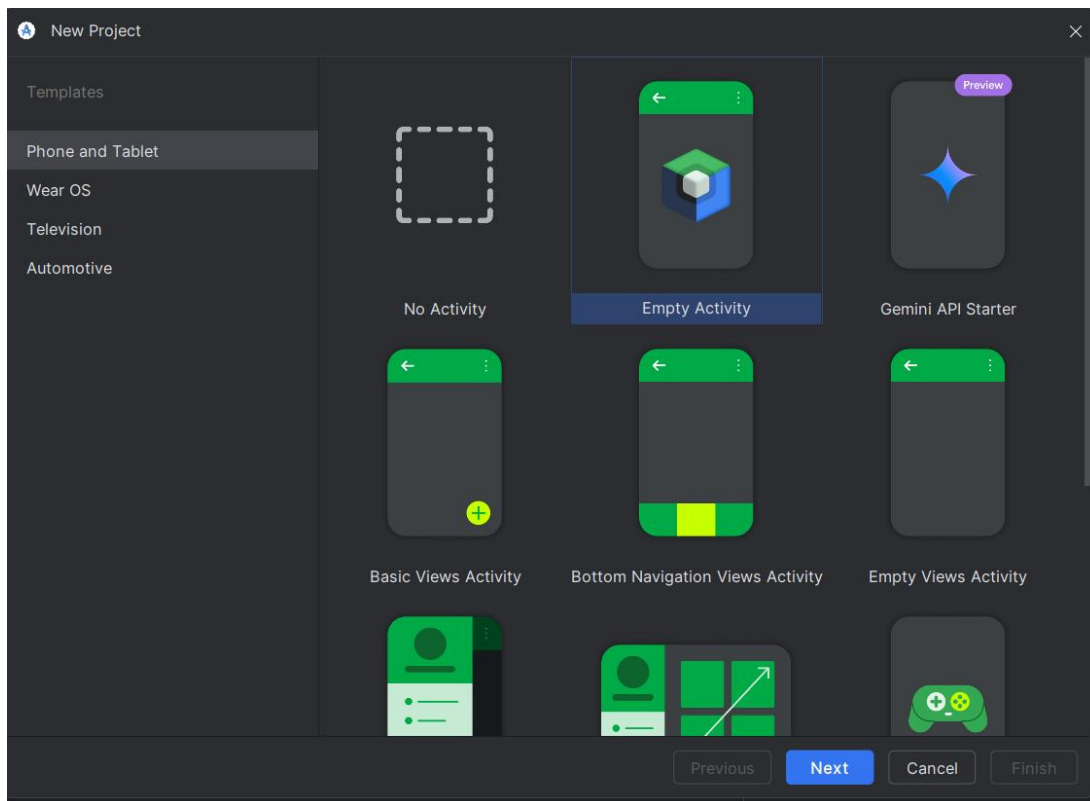 New Project
Templates
Phone and Tablet
Wear OS
Television
Automotive
Preview
No Activity
Empty Activity
Gemini API Starter
Basic Views Activity
Bottom Navigation Views Activity
Empty Views Activity
Previous
Next
Cancel
Finish